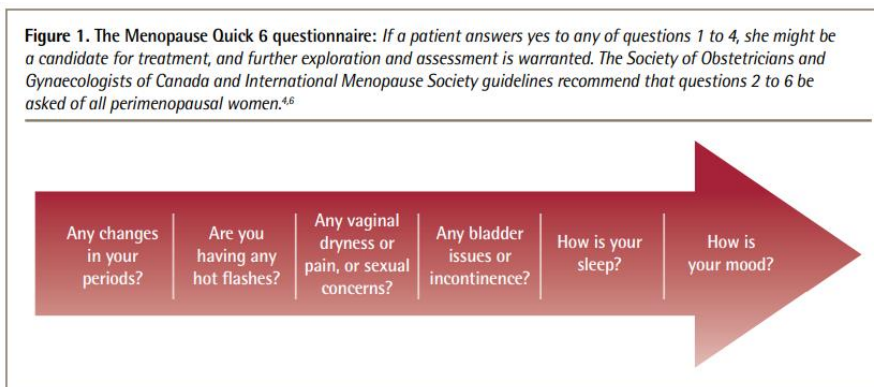 Figure 1. The Menopause Quick 6 questionnaire: If a patient answers yes to any of questions 1 to 4, she might be
a candidate for treatment, and further exploration and assessment is warranted. The Society of Obstetricians and
Gynaecologists of Canada and International Menopause Society guidelines recommend that questions 2 to 6 be
asked of all perimenopausal women.4,6
Any changes
in your
periods?
Are you
having any
hot flashes?
Any vaginal
dryness or
pain, or sexual
concerns?
Any bladder
issues or
incontinence?
How is your
sleep?
How is
your mood?